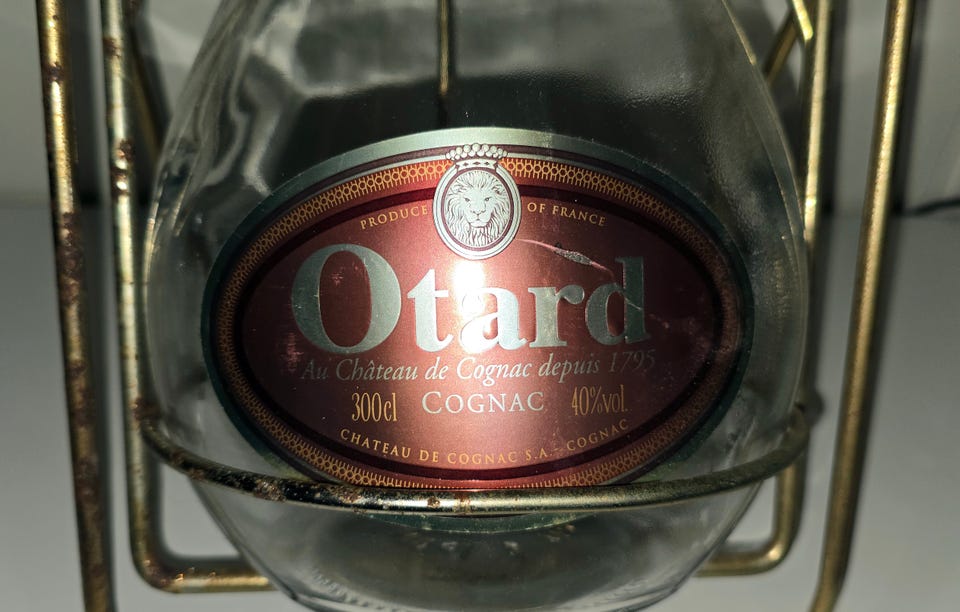 PRODUCE OF FRANCE
Otard
Au Château de Cognac depuis 1795
300cl COGNAC 40%vol.
CHATEAU DE COGNAC S.A. - COGNAC